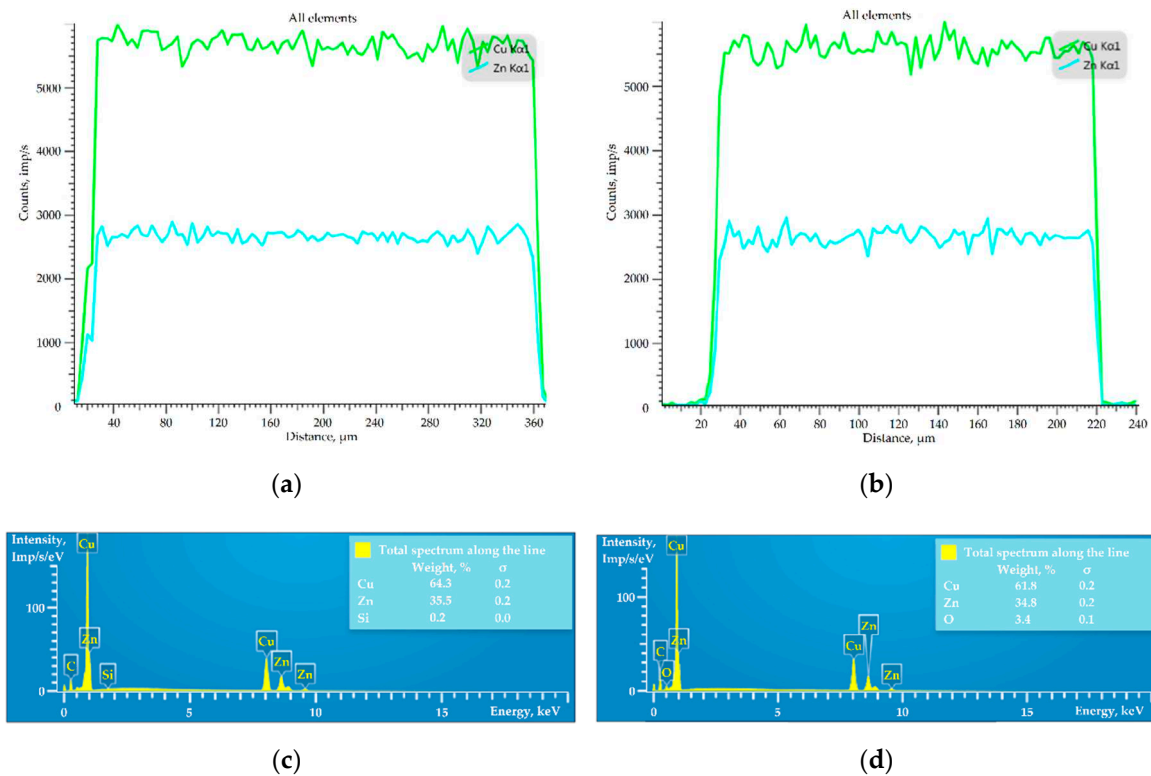 All elements
Cu Kα1
Zn Kα1
Counts, imp/s
5000
4000
3000
2000
1000
0
40 80 120 160 200 240 280 320 360
Distance, µm
(a)
All elements
Cu Kα1
Zn Kα1
Counts, imp/s
5000
4000
3000
2000
1000
0
20 40 60 80 100 120 140 160 180 200 220 240
Distance, µm
(b)
Intensity,
Imp/s/eV
Cu
Total spectrum along the line
Weight, % σ
Cu 64.3 0.2
Zn 35.5 0.2
Si 0.2 0.0
100
Zn
Cu
C
Si
Zn
Zn
0
0 5 10 15
Energy, keV
(c)
Intensity,
Imp/s/eV
Cu
Total spectrum along the line
Weight, % σ
Cu 61.8 0.2
Zn 34.8 0.2
O 3.4 0.1
100
Zn
Zn
C
Cu
O
Zn
0
0 5 10 15
Energy, keV
(d)